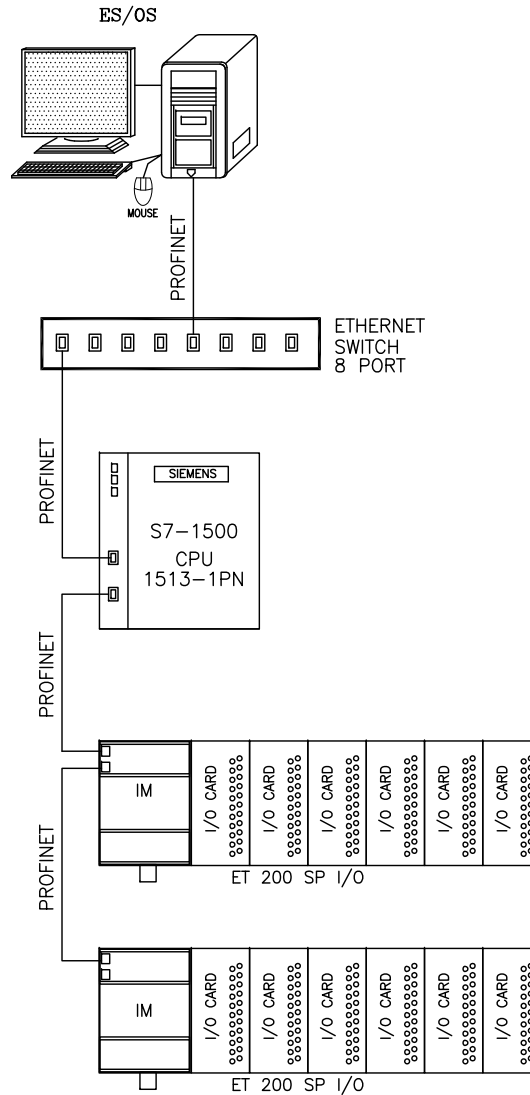 ES/OS
MOUSE
PROFINET
ETHERNET
SWITCH
8 PORT
PROFINET
SIEMENS
S7-1500
CPU
1513-1PN
PROFINET
IM
I/O CARD
I/O CARD
I/O CARD
I/O CARD
I/O CARD
I/O CARD
ET 200 SP I/O
PROFINET
IM
I/O CARD
I/O CARD
I/O CARD
I/O CARD
I/O CARD
I/O CARD
ET 200 SP I/O